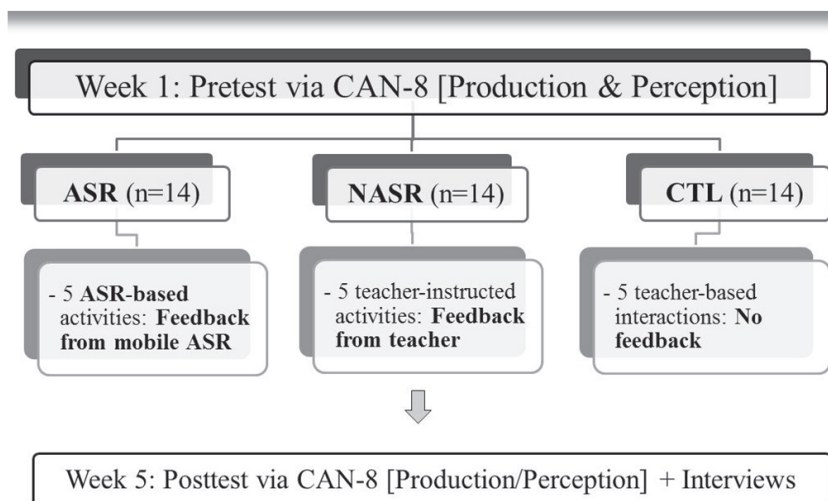 Week 1: Pretest via CAN-8 [Production & Perception]
ASR (n=14)
NASR (n=14)
CTL (n=14)
- 5 ASR-based
activities: Feedback
from mobile ASR
- 5 teacher-instructed
activities: Feedback
from teacher
- 5 teacher-based
interactions: No
feedback
Week 5: Posttest via CAN-8 [Production/Perception] + Interviews